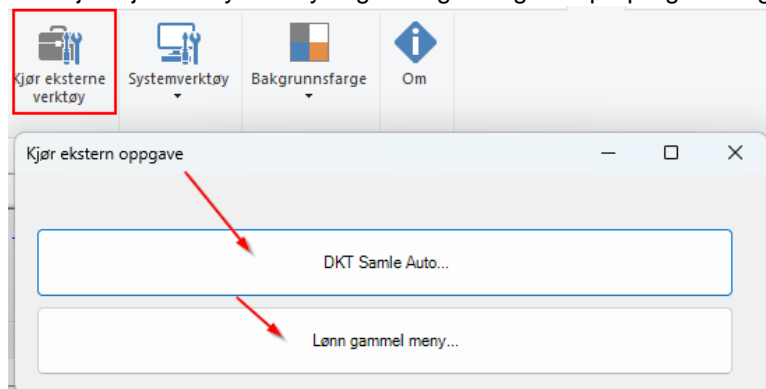 Kjør eksterne
verktøy
Systemverktøy
Bakgrunnsfarge
Om
Kjør ekstern oppgave
DKT Samle Auto...
Lønn gammel meny...